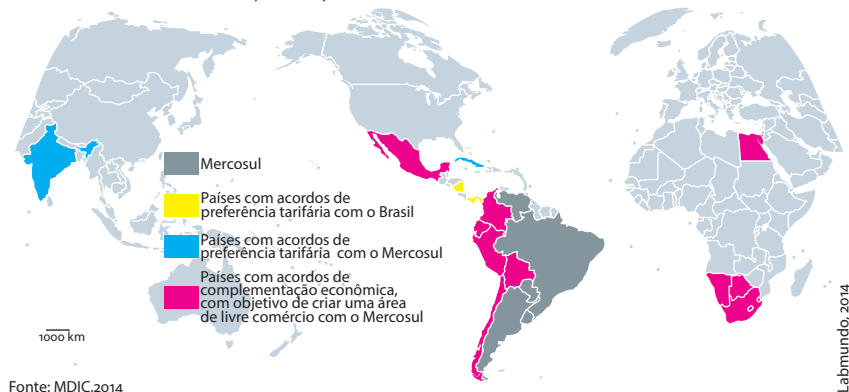 Mercosul
Países com acordos de
preferência tarifária com o Brasil
Países com acordos de
preferência tarifária com o Mercosul
Países com acordos de
complementação econômica,
com objetivo de criar uma área
de livre comércio com o Mercosul
1000 km
Fonte: MDIC,2014
Labmundo, 2014